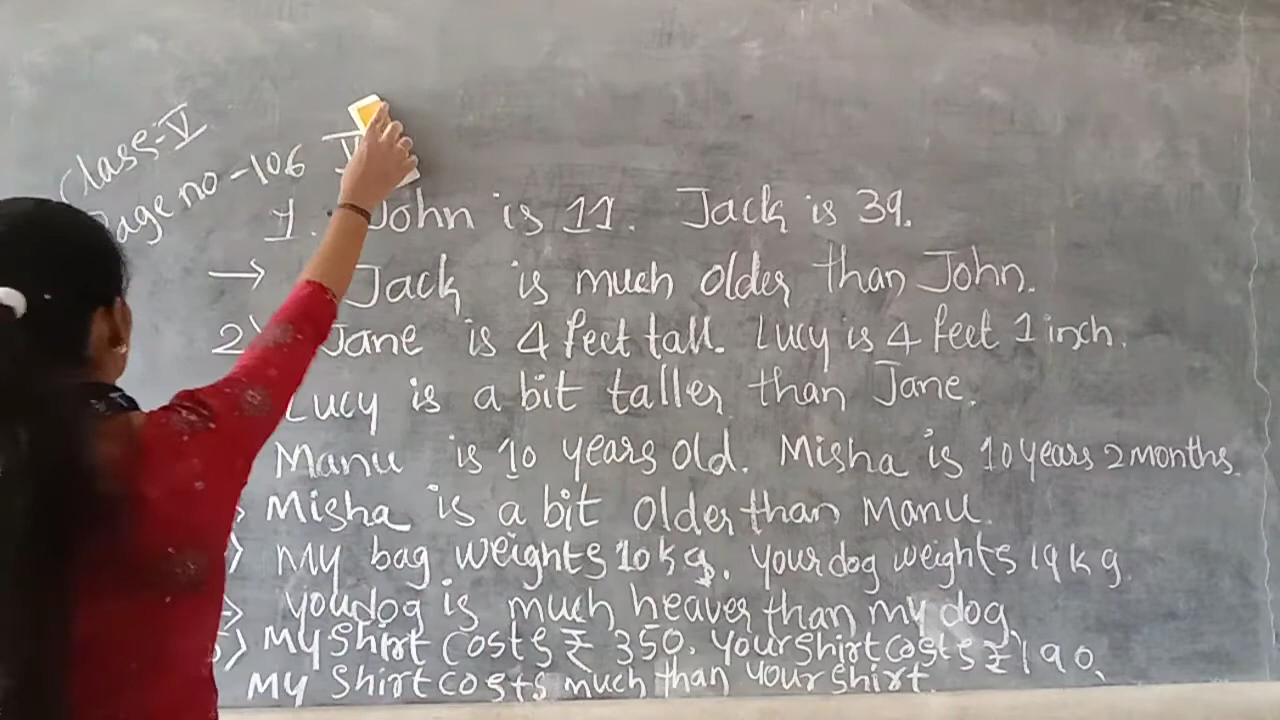 Class:- V
Page no - 106
1. John is 11. Jack is 39.
→ Jack is much older than John.
2) Jane is 4 feet tall. Lucy is 4 feet 1 inch.
Lucy is a bit taller than Jane.
Manu is 10 years old. Misha is 10 years 2 months.
Misha is a bit older than Manu.
My bag weights 10 kg. your dog weights 19 kg.
→ youdog is much heaver than my dog
My shirt costs ₹ 350. your shirt costs ₹ 190.
My shirt costs much than your shirt.